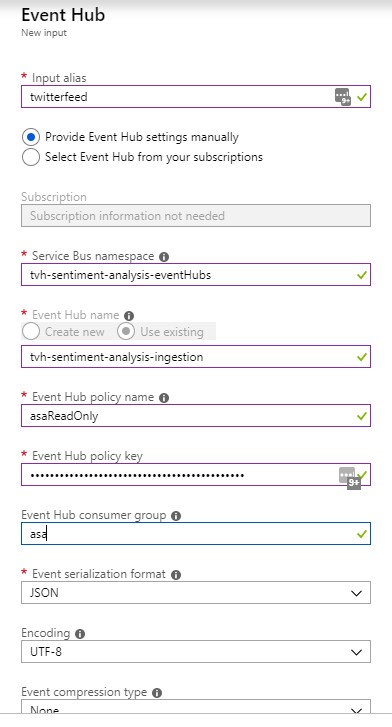 Event Hub
New input
* Input alias
twitterfeed
9+
Provide Event Hub settings manually
Select Event Hub from your subscriptions
Subscription
Subscription information not needed
* Service Bus namespace
tvh-sentiment-analysis-eventHubs
* Event Hub name
Create new Use existing
tvh-sentiment-analysis-ingestion
* Event Hub policy name
asaReadOnly
* Event Hub policy key
••••••••••••••••••••••••••••••••••••••••••••
9+
Event Hub consumer group
asa
* Event serialization format
JSON
Encoding
UTF-8
Event compression type
None